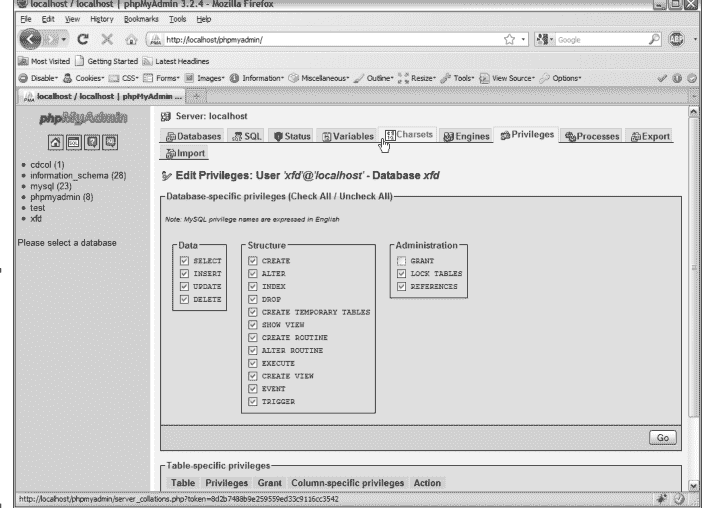 localhost / localhost | phpMyAdmin 3.2.4 - Mozilla Firefox
File Edit View History Bookmarks Tools Help
http://localhost/phpmyadmin/
Google
ABP
Most Visited Getting Started Latest Headlines
Disable Cookies CSS Forms Images Information Miscellaneous Outline Resize Tools View Source Options
localhost / localhost | phpMyAdmin ...
phpMyAdmin
cdcol (1)
information_schema (28)
mysql (23)
phpmyadmin (8)
test
xfd
Please select a database
Server: localhost
Databases SQL Status Variables Charsets Engines Privileges Processes Export
Import
Edit Privileges: User 'xfd'@'localhost' - Database xfd
Database-specific privileges (Check All / Uncheck All)
Note: MySQL privilege names are expressed in English
Data
SELECT
INSERT
UPDATE
DELETE
Structure
CREATE
ALTER
INDEX
DROP
CREATE TEMPORARY TABLES
SHOW VIEW
CREATE ROUTINE
ALTER ROUTINE
EXECUTE
CREATE VIEW
EVENT
TRIGGER
Administration
GRANT
LOCK TABLES
REFERENCES
Go
Table-specific privileges
Table Privileges Grant Column-specific privileges Action
http://localhost/phpmyadmin/server_collations.php?token=8d2b7488b9e259559ed33c9116cc3542